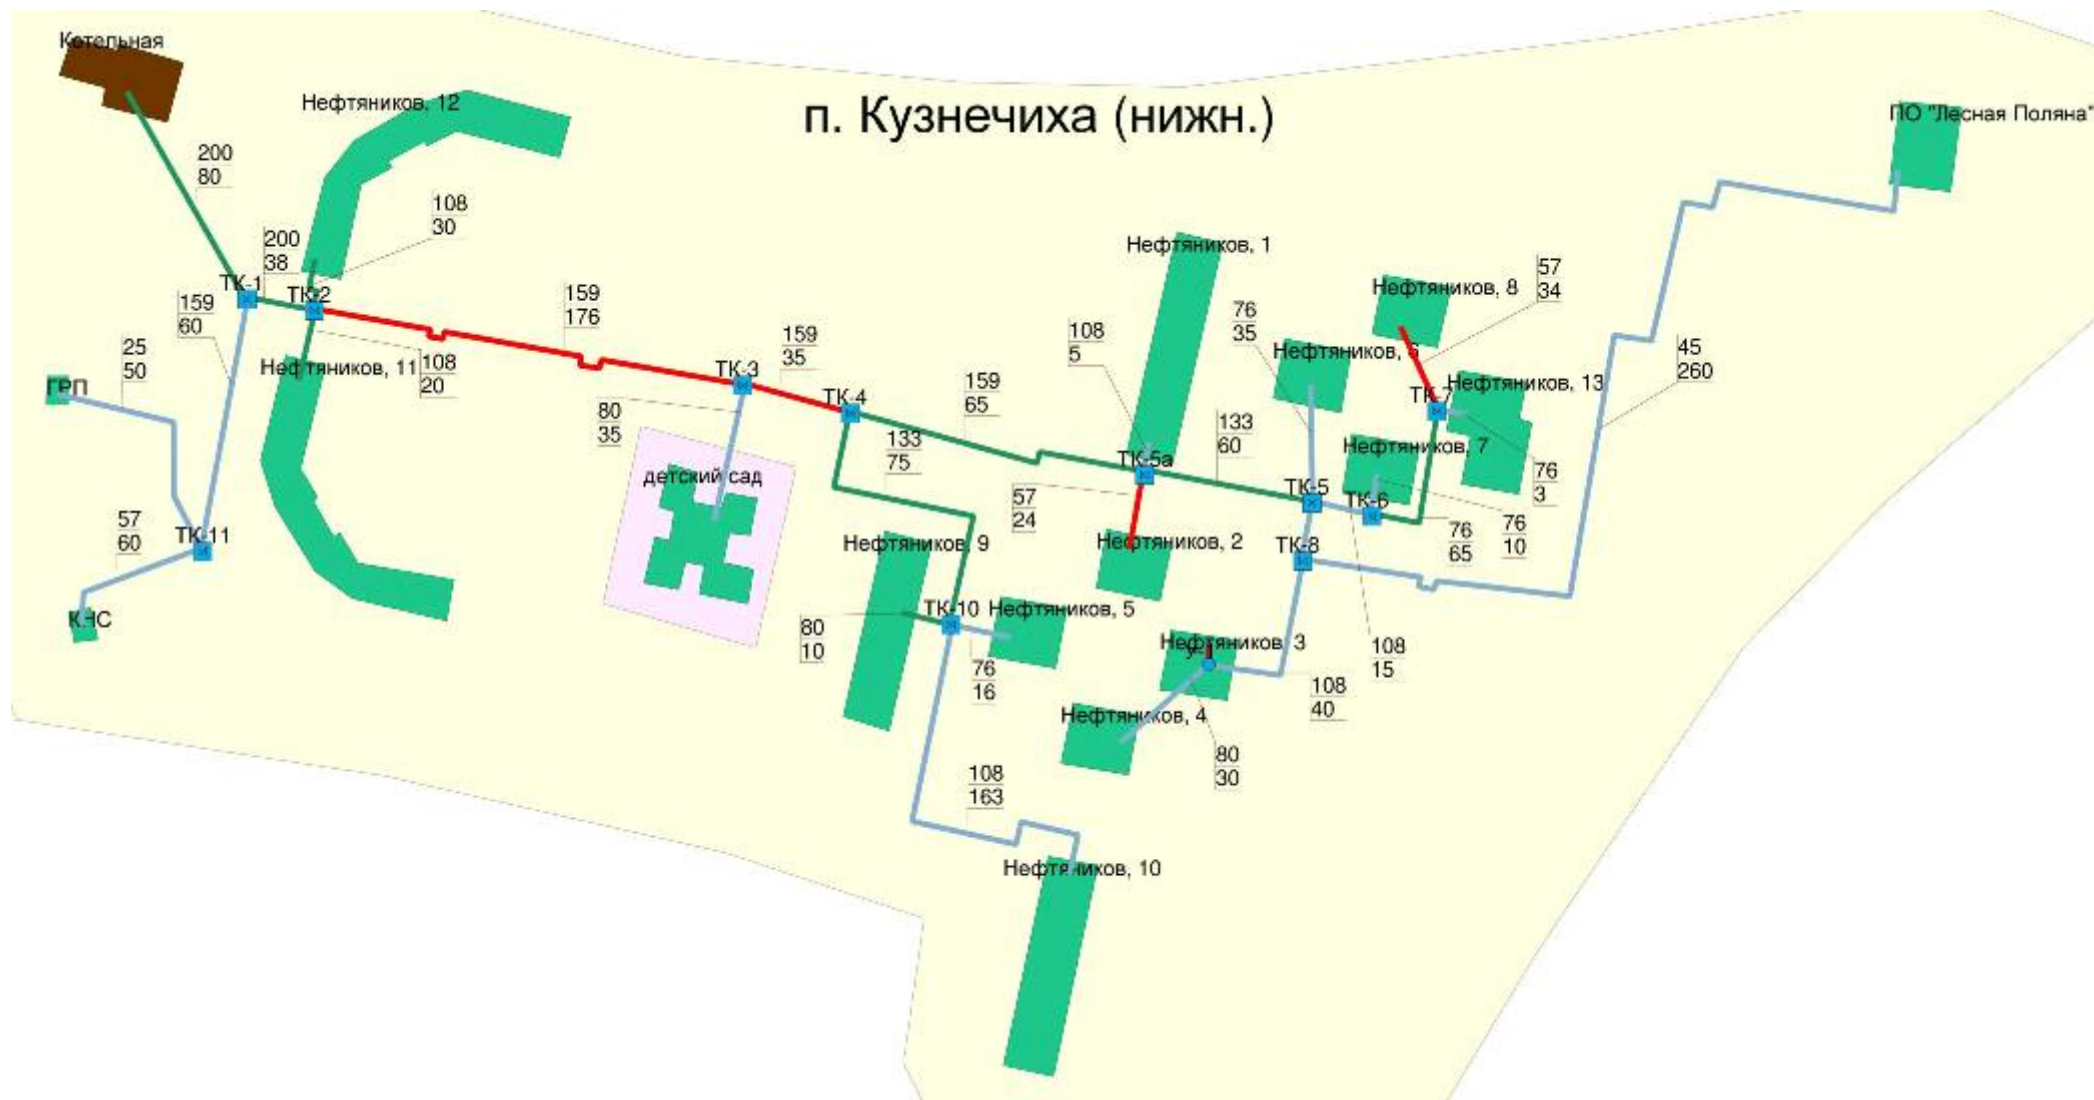 Котельная
Нефтяников, 12
п. Кузнечиха (нижн.)
ПО "Лесная Поляна"
200
80
108
30
200
38
ТК-1
ТК-2
159
60
159
176
159
35
ТК-3
ТК-4
25
50
ГРП
Нефтяников, 11
108
20
80
35
159
65
133
75
Нефтяников, 1
108
5
76
35
133
60
Нефтяников, 8
57
34
Нефтяников, 6
Нефтяников, 13
ТК-7
45
260
Нефтяников, 7
ТК-5а
57
24
ТК-5
ТК-6
76
3
76
10
76
65
детский сад
57
60
ТК-11
КНС
Нефтяников, 9
Нефтяников, 2
ТК-8
ТК-10
Нефтяников, 5
80
10
76
16
Нефтяников, 3
108
15
108
40
Нефтяников, 4
80
30
108
163
Нефтяников, 10